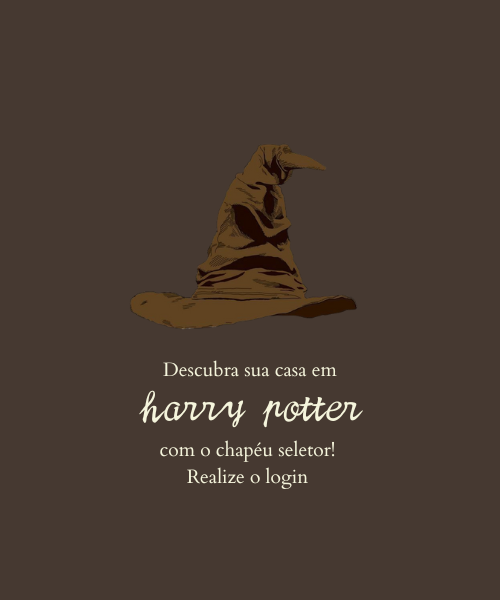 Descubra sua casa em
harry potter
com o chapéu seletor!
Realize o login